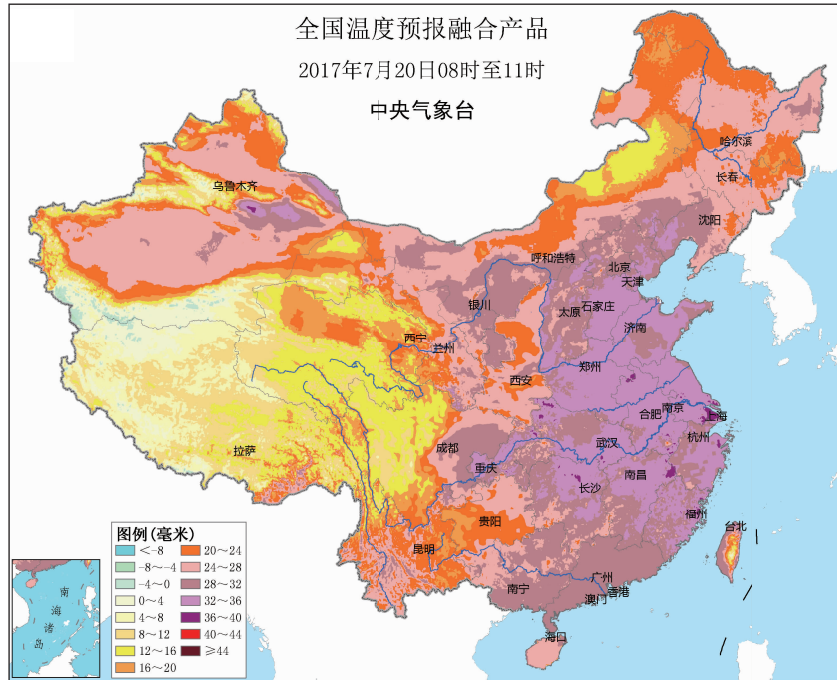 全国温度预报融合产品
2017年7月20日08时至11时
中央气象台
哈尔滨
长春
乌鲁木齐
沈阳
呼和浩特
北京
天津
银川
太原
石家庄
济南
西宁
兰州
郑州
西安
合肥
南京
上海
杭州
拉萨
成都
武汉
重庆
南昌
长沙
福州
贵阳
台北
昆明
广州
香港
澳门
南宁
海口
图例(毫米)
<-8
-8～-4
-4～0
0～4
4～8
8～12
12～16
16～20
20～24
24～28
28～32
32～36
36～40
40～44
≥44
南
海
诸
岛